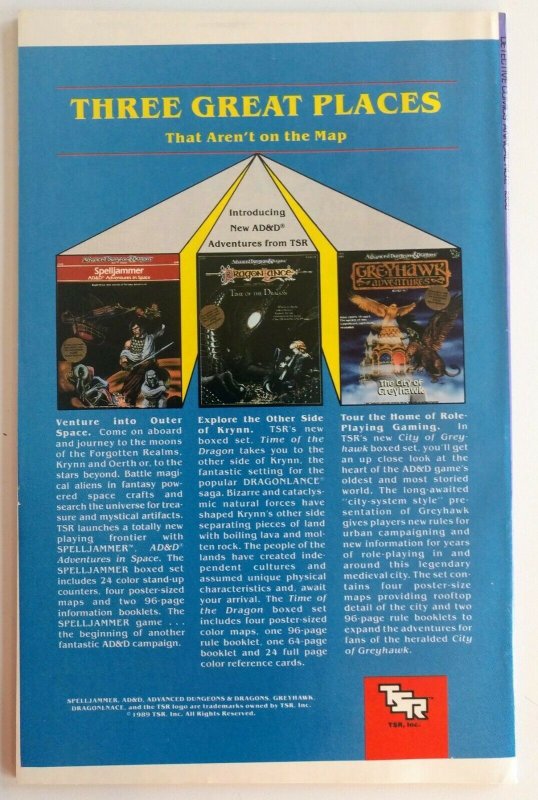 THREE GREAT PLACES
That Aren't on the Map
Introducing
New AD&D®
Adventures from TSR
Advanced Dungeons & Dragons
Spelljammer
AD&D Adventures in Space
Advanced Dungeons & Dragons
DRAGONLANCE
TIME OF THE DRAGON
Advanced Dungeons & Dragons
GREYHAWK
ADVENTURES
The City of
Greyhawk
Venture into Outer
Space. Come on aboard
and journey to the moons
of the Forgotten Realms,
Krynn and Oerth or, to the
stars beyond. Battle magi-
cal aliens in fantasy pow-
ered space crafts and
search the universe for trea-
sure and mystical artifacts.
TSR launches a totally new
playing frontier with
SPELLJAMMER™, AD&D®
Adventures in Space. The
SPELLJAMMER boxed set
includes 24 color stand-up
counters, four poster-sized
maps and two 96-page
information booklets. The
SPELLJAMMER game . . .
the beginning of another
fantastic AD&D campaign.
Explore the Other Side
of Krynn. TSR's new
boxed set, Time of the
Dragon takes you to the
other side of Krynn, the
fantastic setting for the
popular DRAGONLANCE®
saga. Bizarre and cataclys-
mic natural forces have
shaped Krynn's other side
separating pieces of land
with boiling lava and mol-
ten rock. The people of the
lands have created inde-
pendent cultures and
assumed unique physical
characteristics and, await
your arrival. The Time of
the Dragon boxed set
includes four poster-sized
color maps, one 96-page
rule booklet, one 64-page
booklet and 24 full page
color reference cards.
Tour the Home of Role-
Playing Gaming. In
TSR's new City of Grey-
hawk boxed set, you'll get
an up close look at the
heart of the AD&D game's
oldest and most storied
world. The long-awaited
"city-system style" pre-
sentation of Greyhawk
gives players new rules for
urban campaigning and
new information for years
of role-playing in and
around this legendary
medieval city. The set con-
tains four poster-size
maps providing rooftop
detail of the city and two
96-page rule booklets to
expand the adventures for
fans of the heralded City
of Greyhawk.
SPELLJAMMER, AD&D, ADVANCED DUNGEONS & DRAGONS, GREYHAWK,
DRAGONLNACE, and the TSR logo are trademarks owned by TSR, Inc.
©1989 TSR, Inc. All Rights Reserved.
TSR™
TSR, Inc.